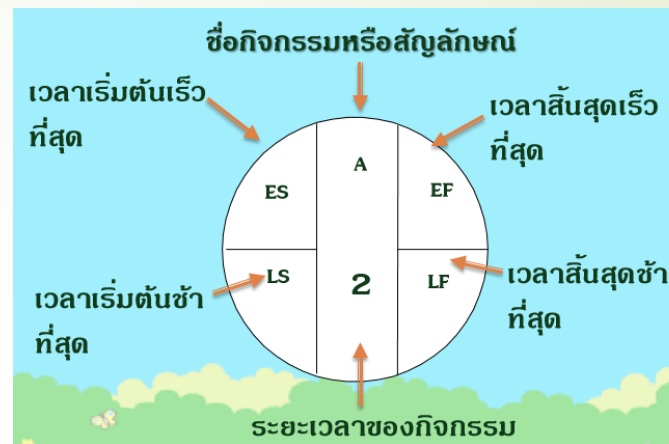 ชื่อกิจกรรมหรือสัญลักษณ์
เวลาเริ่มต้นเร็ว
ที่สุด
เวลาสิ้นสุดเร็ว
ที่สุด
A
ES
EF
LS
2
LF
เวลาเริ่มต้นช้า
ที่สุด
เวลาสิ้นสุดช้า
ที่สุด
ระยะเวลาของกิจกรรม